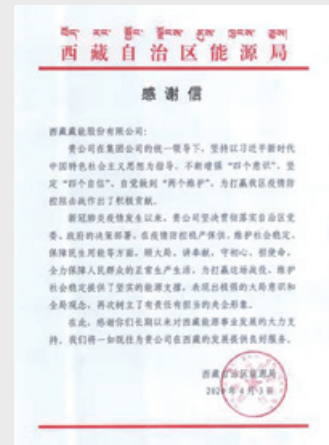 西藏自治区能源局
感谢信
西藏藏能股份有限公司：
贵公司在集团公司的统一领导下，坚持以习近平新时代
中国特色社会主义思想为指导，不断增强“四个意识”、坚
定“四个自信”、自觉做到“两个维护”，为打赢我区疫情防
控阻击战作出了积极贡献。
新冠肺炎疫情发生以来，贵公司坚决贯彻落实自治区党
委、政府的决策部署，在疫情防控稳产保供，维护社会稳定、
保障民生用能等方面，顾大局、讲奉献，守初心、担使命，
全力保障人民群众的正常生产生活，为打赢这场战役、维护
社会稳定提供了坚实的能源支撑，表现出极强的大局意识和
全局观念，再次树立了有责任有担当的央企形象。
在此，感谢你们长期以来对西藏能源事业发展的大力支
持，我们将一如既往为贵公司在西藏的发展提供良好服务。
西藏自治区能源局
2020年4月3日